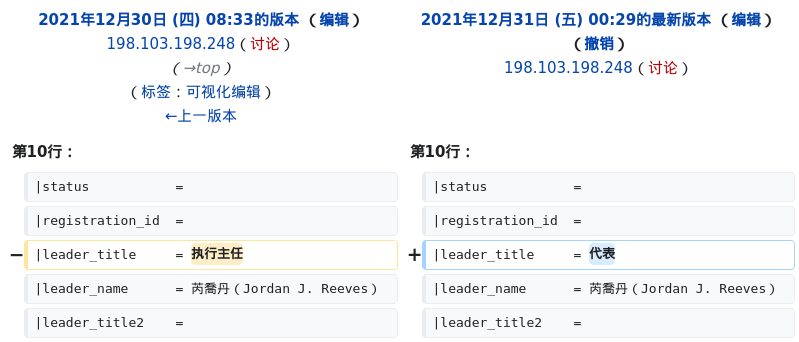 2021年12月30日 (四) 08:33的版本 （编辑）
198.103.198.248（讨论）
（→top）
（标签：可视化编辑）
←上一版本
2021年12月31日 (五) 00:29的最新版本 （编辑）
（撤销）
198.103.198.248（讨论）
第10行：
第10行：
|status =
|status =
|registration_id =
|registration_id =
− |leader_title = 执行主任
+ |leader_title = 代表
|leader_name = 芮喬丹（Jordan J. Reeves）
|leader_name = 芮喬丹（Jordan J. Reeves）
|leader_title2 =
|leader_title2 =